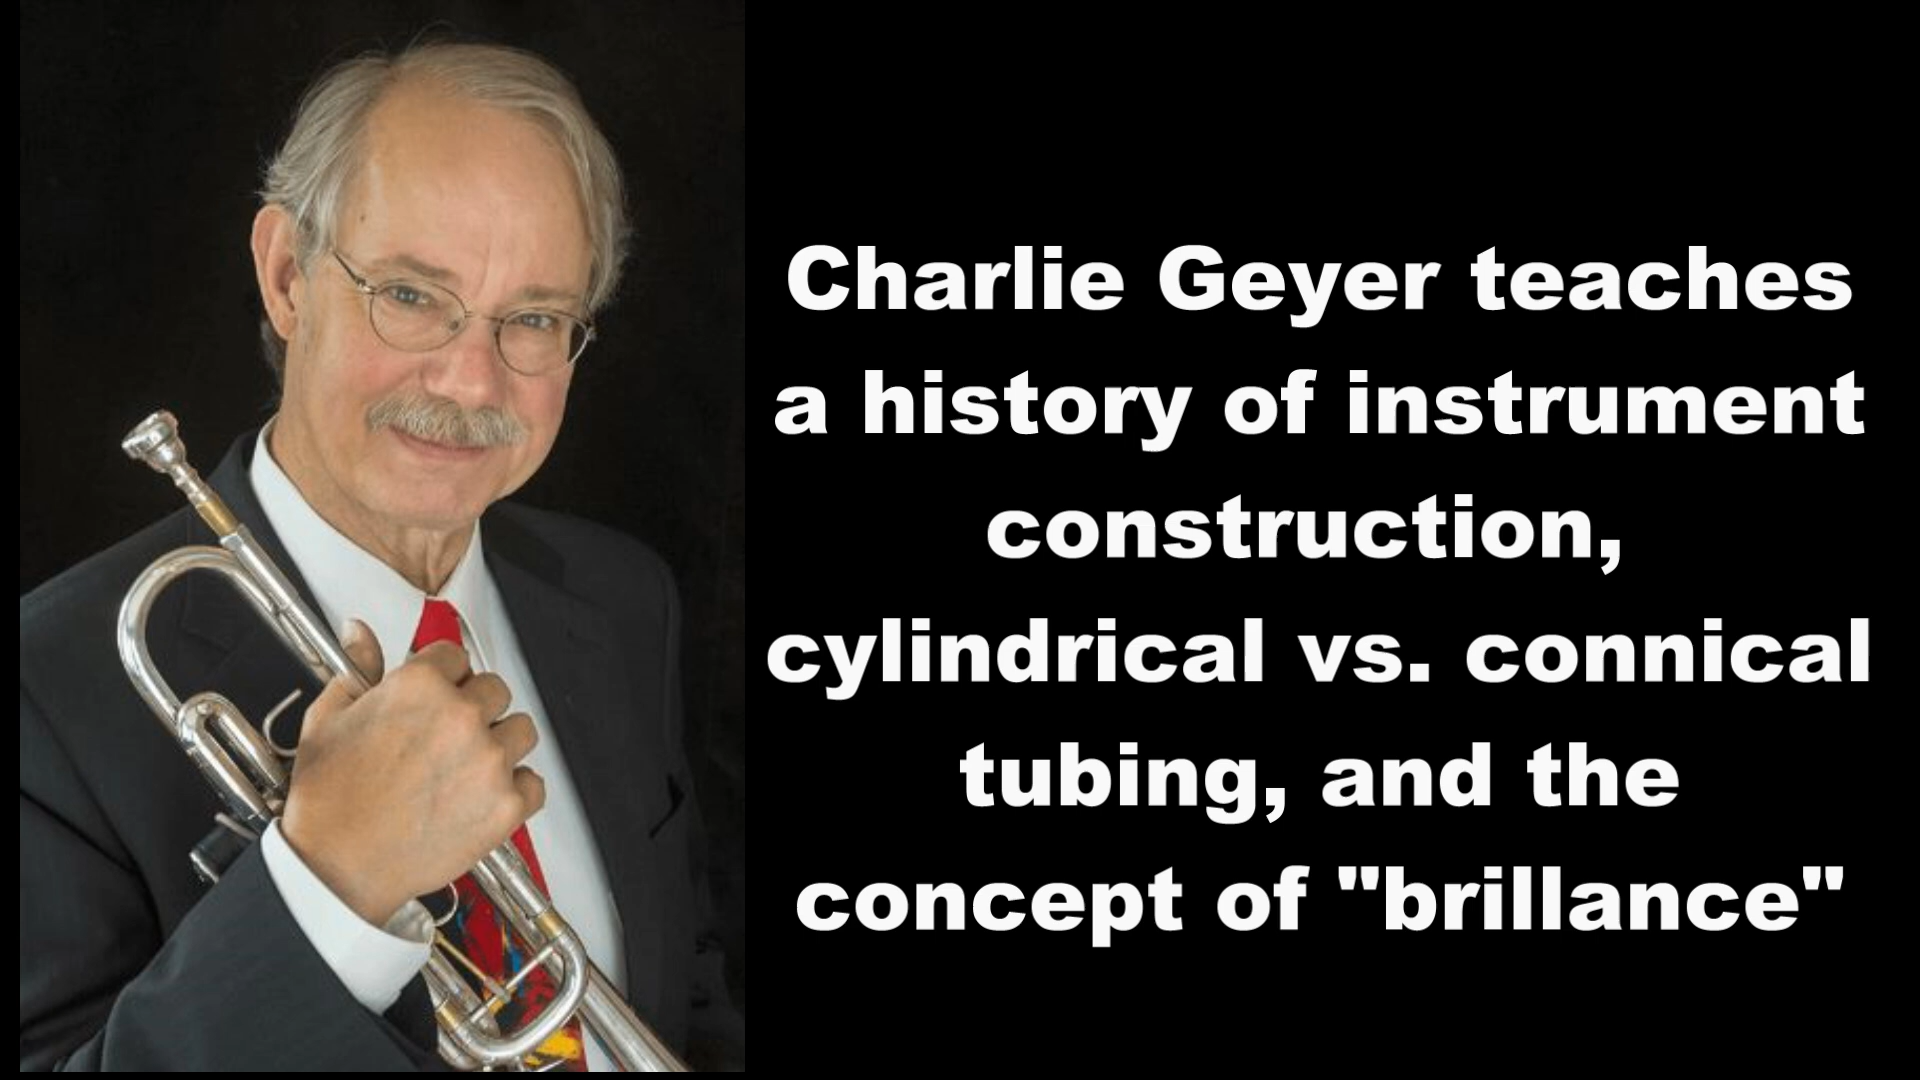 Charlie Geyer teaches
a history of instrument
construction,
cylindrical vs. connical
tubing, and the
concept of "brillance"